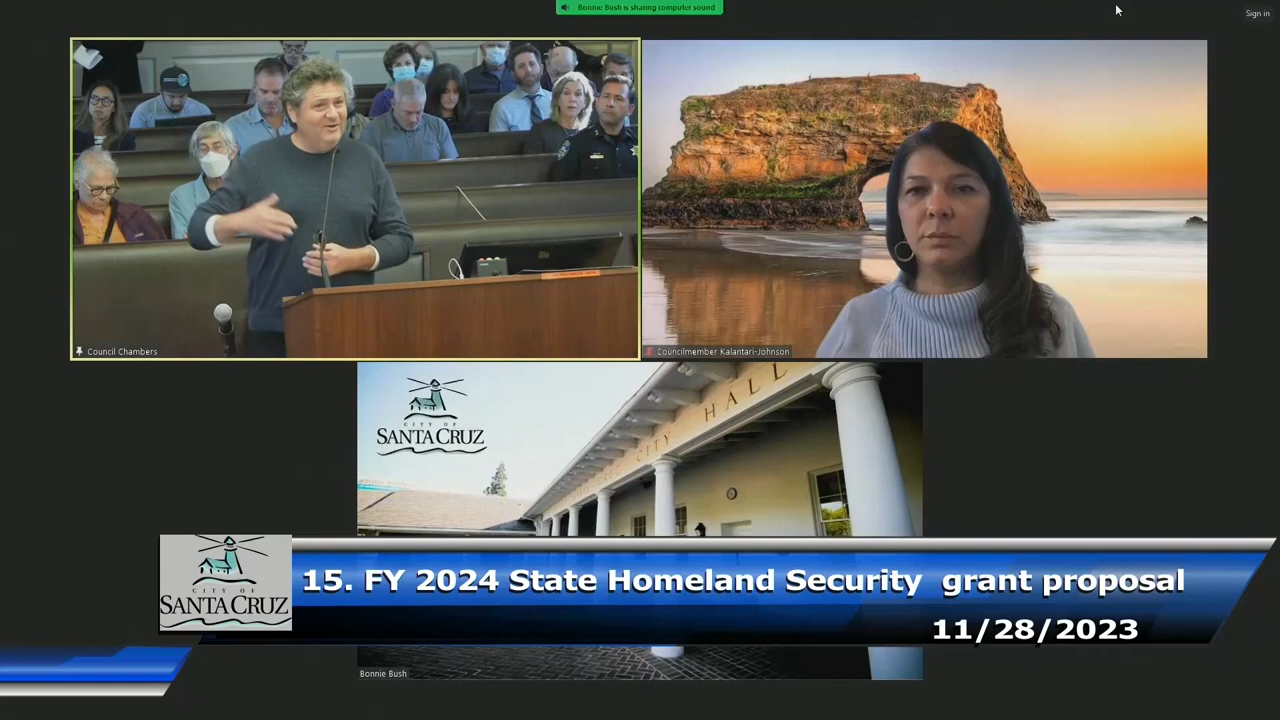 Bonnie Bush is sharing computer sound
Sign in
Council Chambers
Councilmember Kalantari-Johnson
CITY OF
SANTA CRUZ
CITY HALL
CITY OF
SANTA CRUZ
15. FY 2024 State Homeland Security grant proposal
11/28/2023
Bonnie Bush